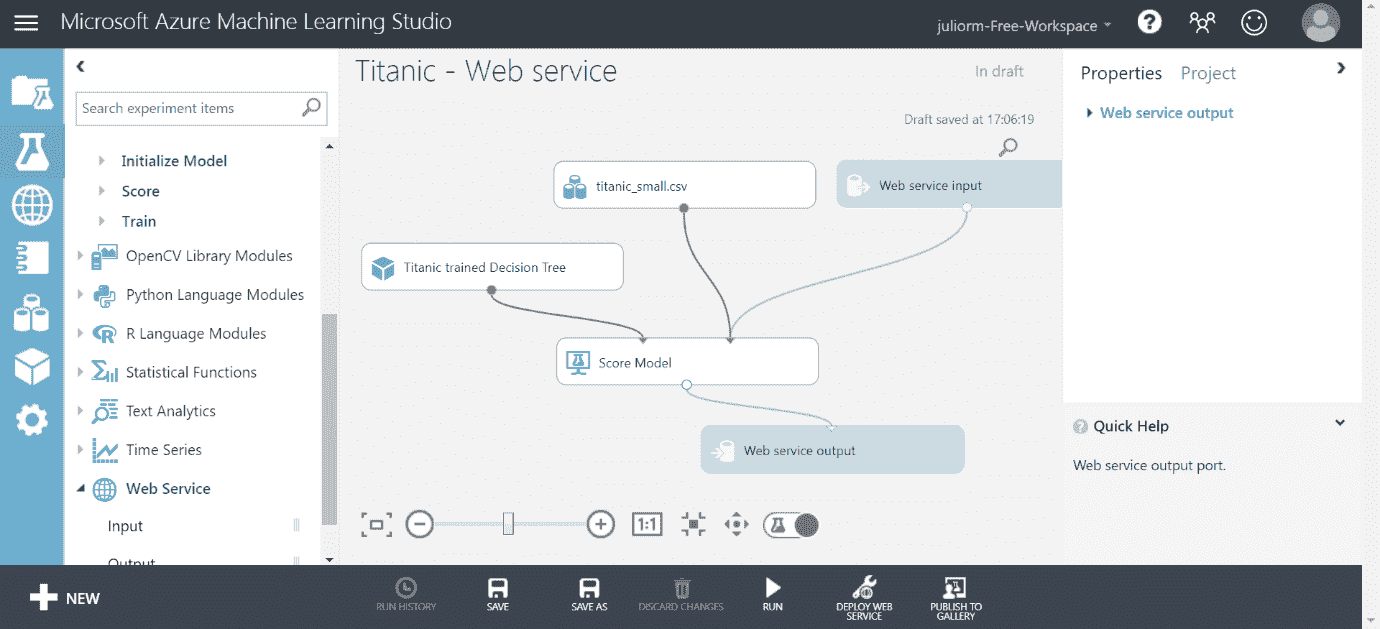 Microsoft Azure Machine Learning Studio
juliorm-Free-Workspace
Search experiment items
Initialize Model
Score
Train
OpenCV Library Modules
Python Language Modules
R Language Modules
Statistical Functions
Text Analytics
Time Series
Web Service
Input
Output
Titanic - Web service
In draft
Draft saved at 17:06:19
titanic_small.csv
Web service input
Titanic trained Decision Tree
Score Model
Web service output
1:1
Properties Project
Web service output
Quick Help
Web service output port.
NEW
RUN HISTORY
SAVE
SAVE AS
DISCARD CHANGES
RUN
DEPLOY WEB
SERVICE
PUBLISH TO
GALLERY